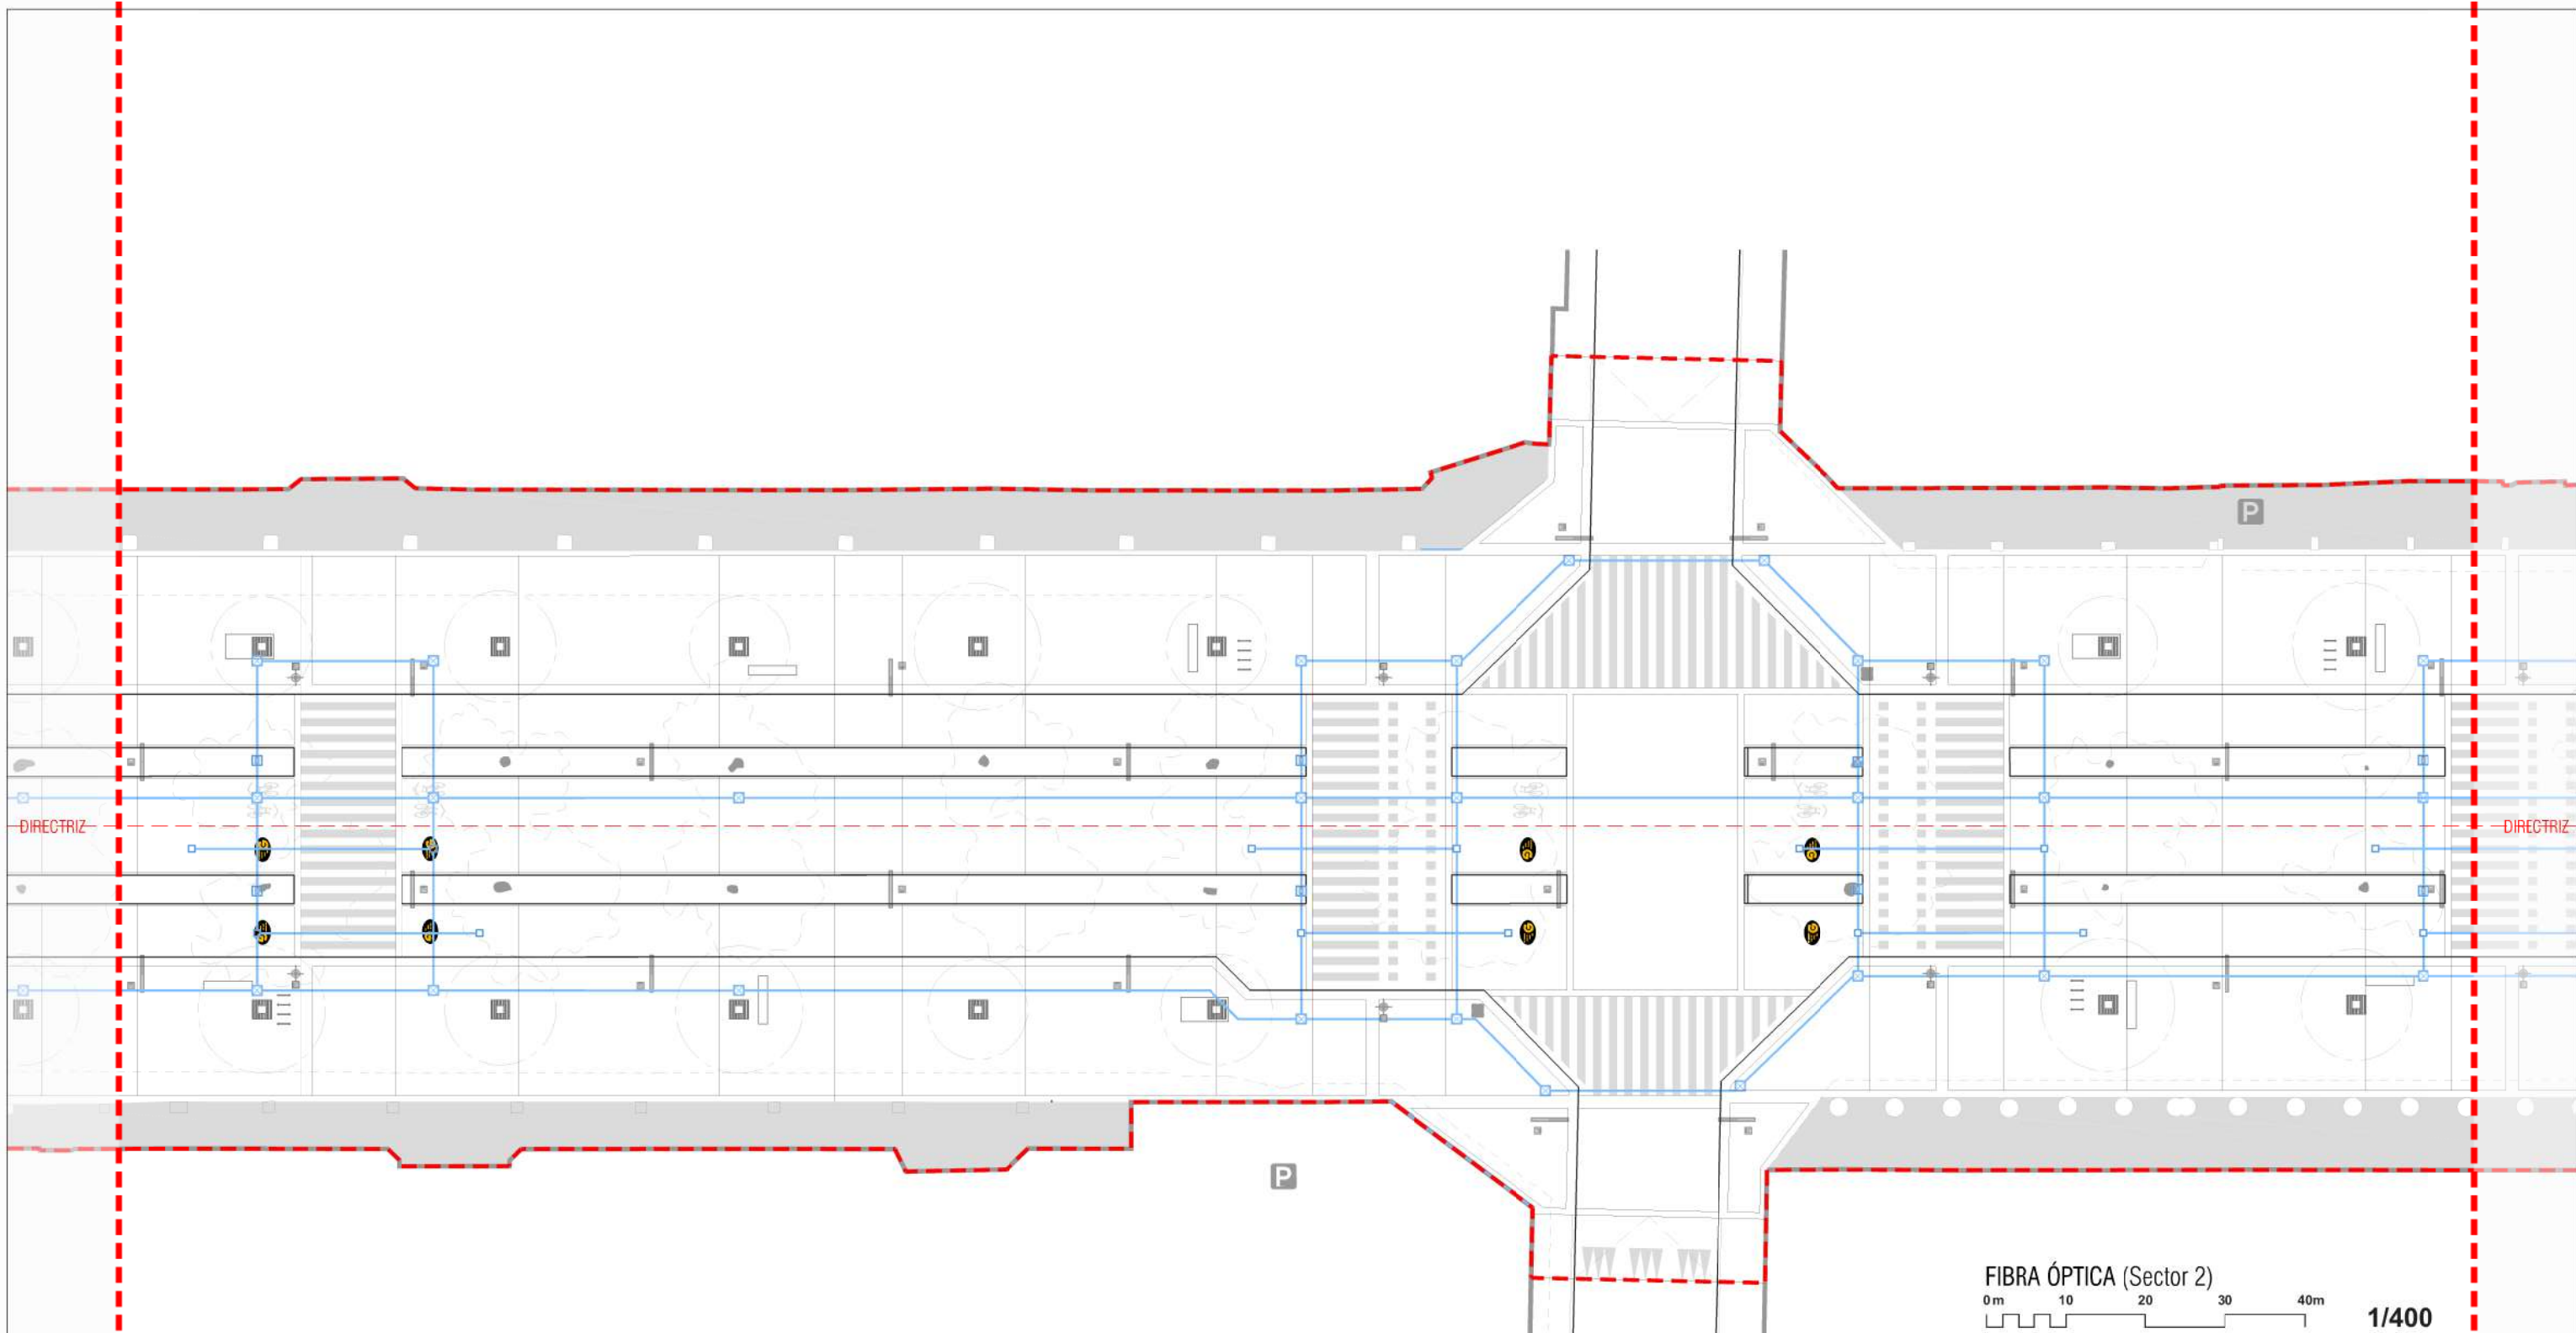 P
DIRECTRIZ
DIRECTRIZ
P
FIBRA ÓPTICA (Sector 2)
0m 10 20 30 40m
1/400